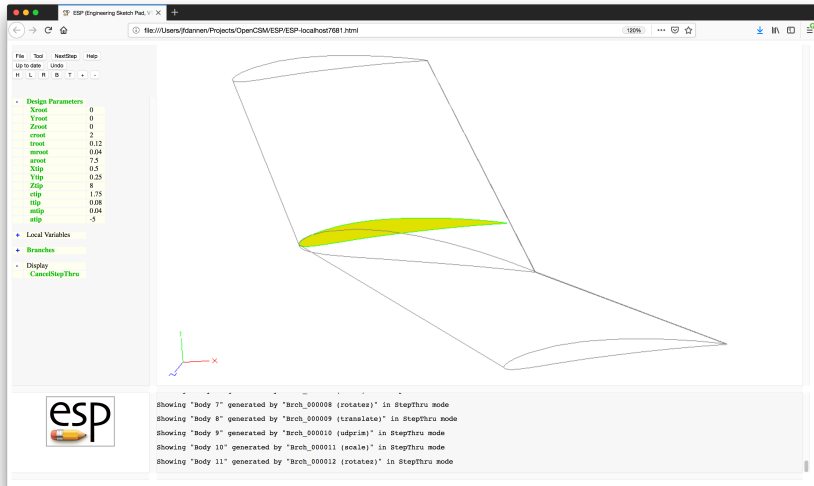 ESP (Engineering Sketch Pad, V
file:///Users/jfdannen/Projects/OpenCSM/ESP/ESP-localhost7681.html
120%
File Tool NextStep Help
Up to date Undo
H L R B T + -
- Design Parameters
Xroot 0
Yroot 0
Zroot 0
croot 2
troot 0.12
mroot 0.04
aroot 7.5
Xtip 0.5
Ytip 0.25
Ztip 8
ctip 1.75
ttip 0.08
mtip 0.04
atip -5
+ Local Variables
+ Branches
- Display
CancelStepThru
X
esp
Showing "Body 7" generated by "Brch_000008 (rotatez)" in StepThru mode
Showing "Body 8" generated by "Brch_000009 (translate)" in StepThru mode
Showing "Body 9" generated by "Brch_000010 (udprim)" in StepThru mode
Showing "Body 10" generated by "Brch_000011 (scale)" in StepThru mode
Showing "Body 11" generated by "Brch_000012 (rotatez)" in StepThru mode